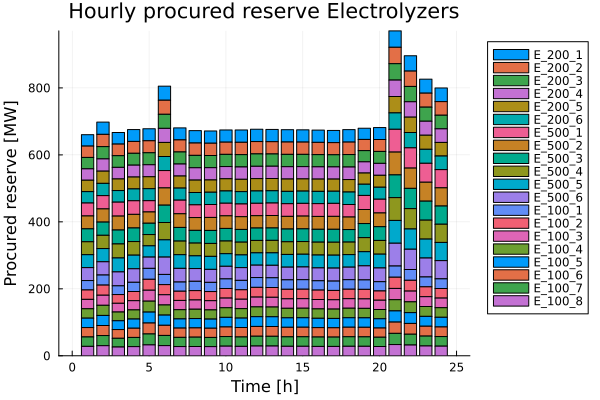 Hourly procured reserve Electrolyzers
Procured reserve [MW]
800
600
400
200
0
0 5 10 15 20 25
Time [h]
E_200_1
E_200_2
E_200_3
E_200_4
E_200_5
E_200_6
E_500_1
E_500_2
E_500_3
E_500_4
E_500_5
E_500_6
E_100_1
E_100_2
E_100_3
E_100_4
E_100_5
E_100_6
E_100_7
E_100_8